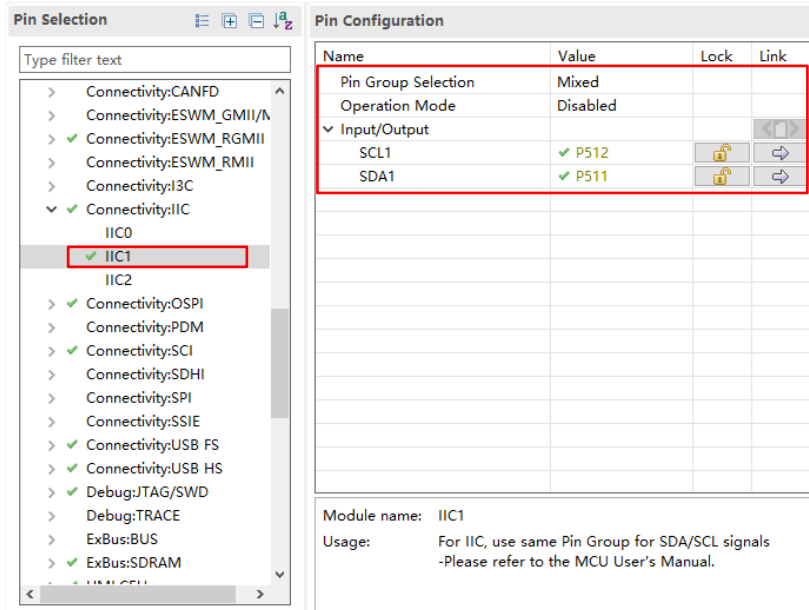 Pin Selection
Type filter text
Connectivity:CANFD
Connectivity:ESWM_GMII/M
Connectivity:ESWM_RGMII
Connectivity:ESWM_RMII
Connectivity:I3C
Connectivity:IIC
IIC0
IIC1
IIC2
Connectivity:OSPI
Connectivity:PDM
Connectivity:SCI
Connectivity:SDHI
Connectivity:SPI
Connectivity:SSIE
Connectivity:USB FS
Connectivity:USB HS
Debug:JTAG/SWD
Debug:TRACE
ExBus:BUS
ExBus:SDRAM
Pin Configuration
Name Value Lock Link
Pin Group Selection Mixed
Operation Mode Disabled
Input/Output
SCL1 P512
SDA1 P511
Module name: IIC1
Usage: For IIC, use same Pin Group for SDA/SCL signals
-Please refer to the MCU User's Manual.